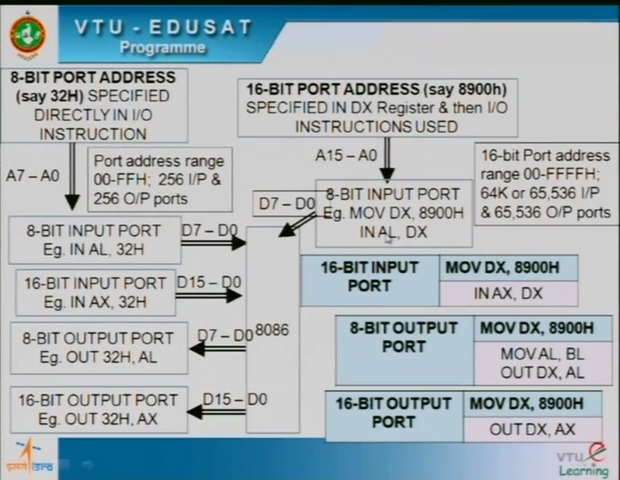 VTU - EDUSAT
Programme
8-BIT PORT ADDRESS
(say 32H) SPECIFIED
DIRECTLY IN I/O
INSTRUCTION
16-BIT PORT ADDRESS (say 8900h)
SPECIFIED IN DX Register & then I/O
INSTRUCTIONS USED
A7 – A0
Port address range
00-FFH; 256 I/P &
256 O/P ports
A15 – A0
16-bit Port address
range 00-FFFFH;
64K or 65,536 I/P
& 65,536 O/P ports
D7 – D0
8-BIT INPUT PORT
Eg. MOV DX, 8900H
IN AL, DX
8-BIT INPUT PORT
Eg. IN AL, 32H
D7 – D0
16-BIT INPUT PORT
Eg. IN AX, 32H
D15 – D0
8-BIT OUTPUT PORT
Eg. OUT 32H, AL
D7 – D0
8086
16-BIT OUTPUT PORT
Eg. OUT 32H, AX
D15 – D0
16-BIT INPUT
PORT
MOV DX, 8900H
IN AX, DX
8-BIT OUTPUT
PORT
MOV DX, 8900H
MOV AL, BL
OUT DX, AL
16-BIT OUTPUT
PORT
MOV DX, 8900H
OUT DX, AX
VTU e
Learning